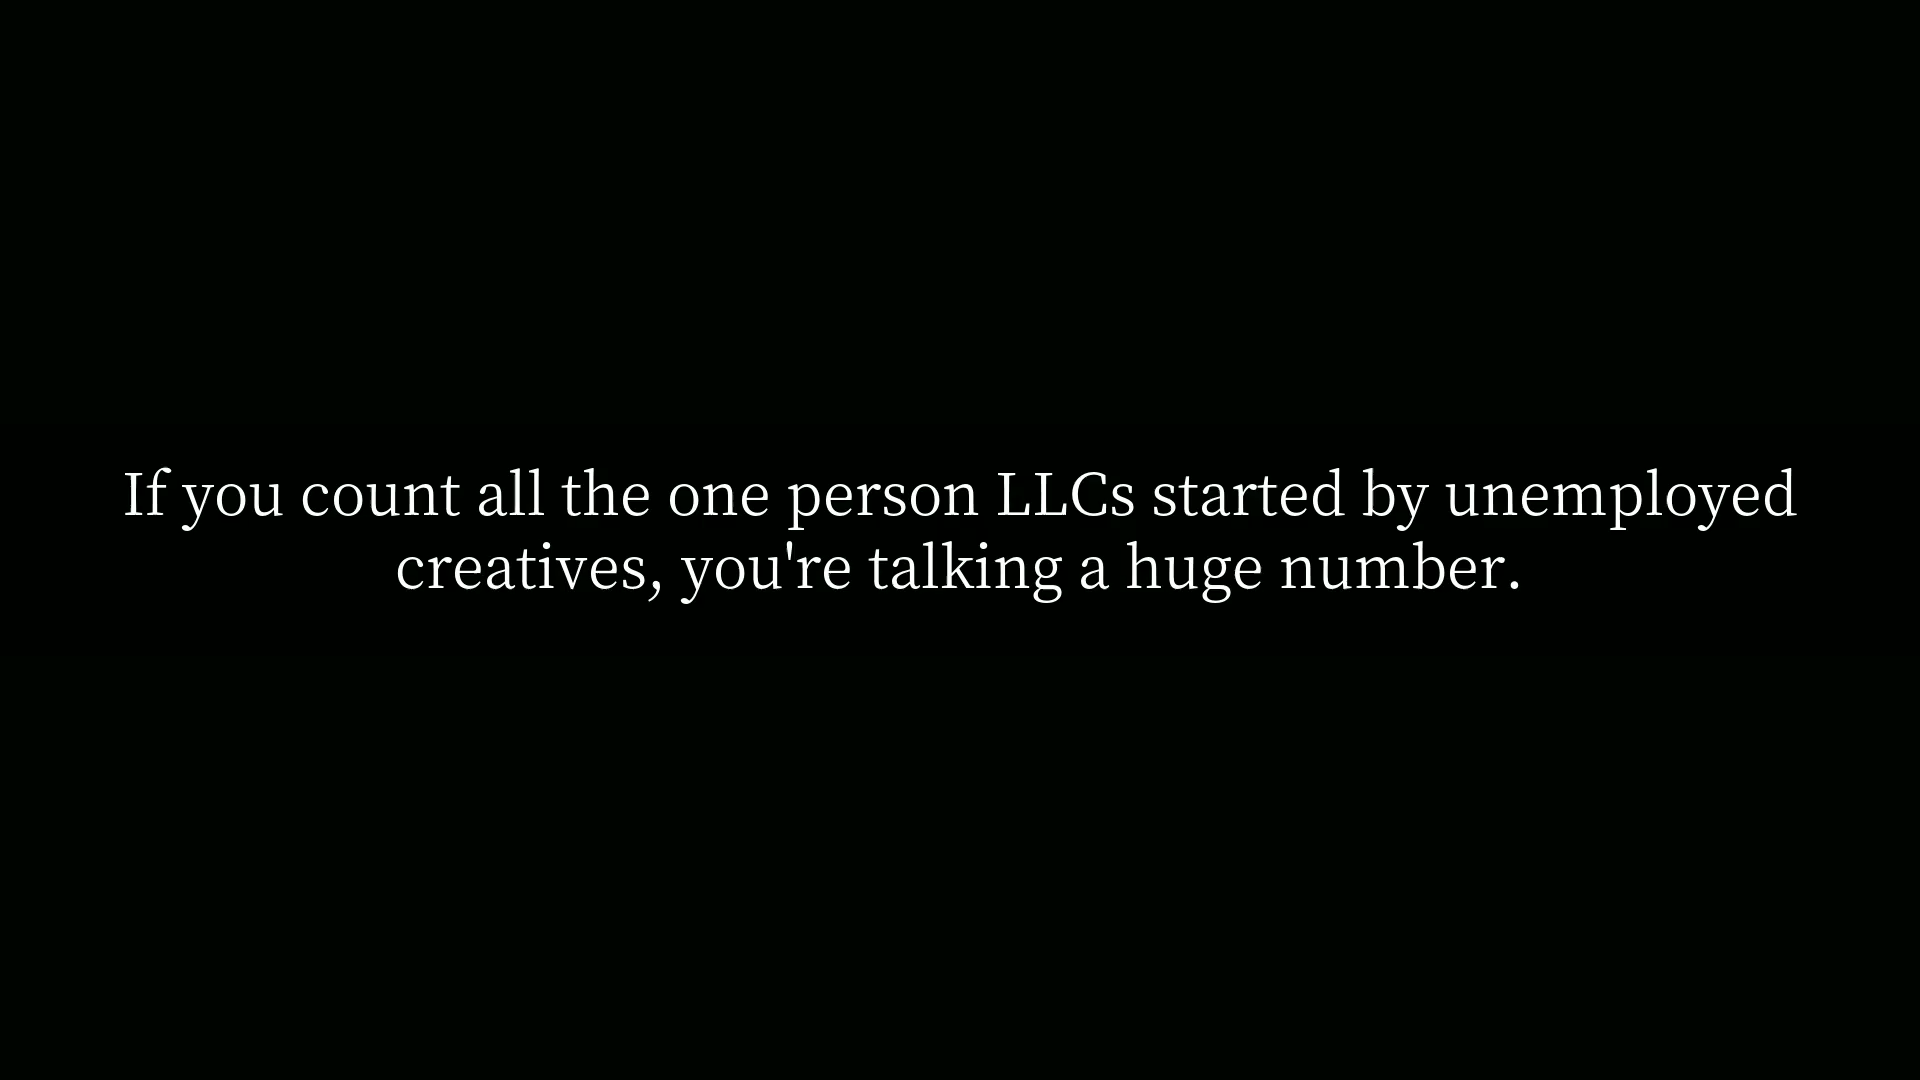 If you count all the one person LLCs started by unemployed
creatives, you're talking a huge number.